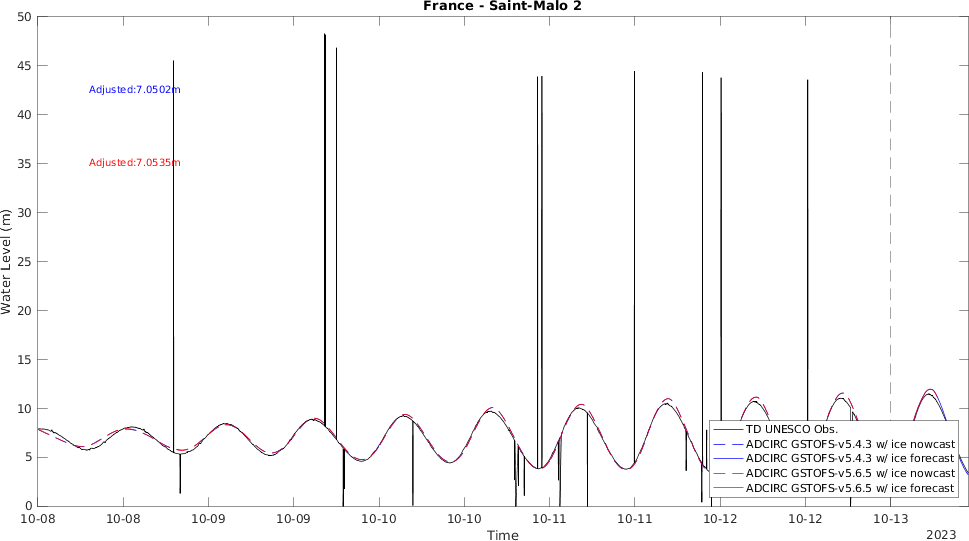 France - Saint-Malo 2
50
45
40
35
30
25
20
15
10
5
0
Water Level (m)
Adjusted:7.0502m
Adjusted:7.0535m
TD UNESCO Obs.
ADCIRC GSTOFS-v5.4.3 w/ ice nowcast
ADCIRC GSTOFS-v5.4.3 w/ ice forecast
ADCIRC GSTOFS-v5.6.5 w/ ice nowcast
ADCIRC GSTOFS-v5.6.5 w/ ice forecast
10-08 10-08 10-09 10-09 10-10 10-10 10-11 10-11 10-12 10-12 10-13
Time
2023